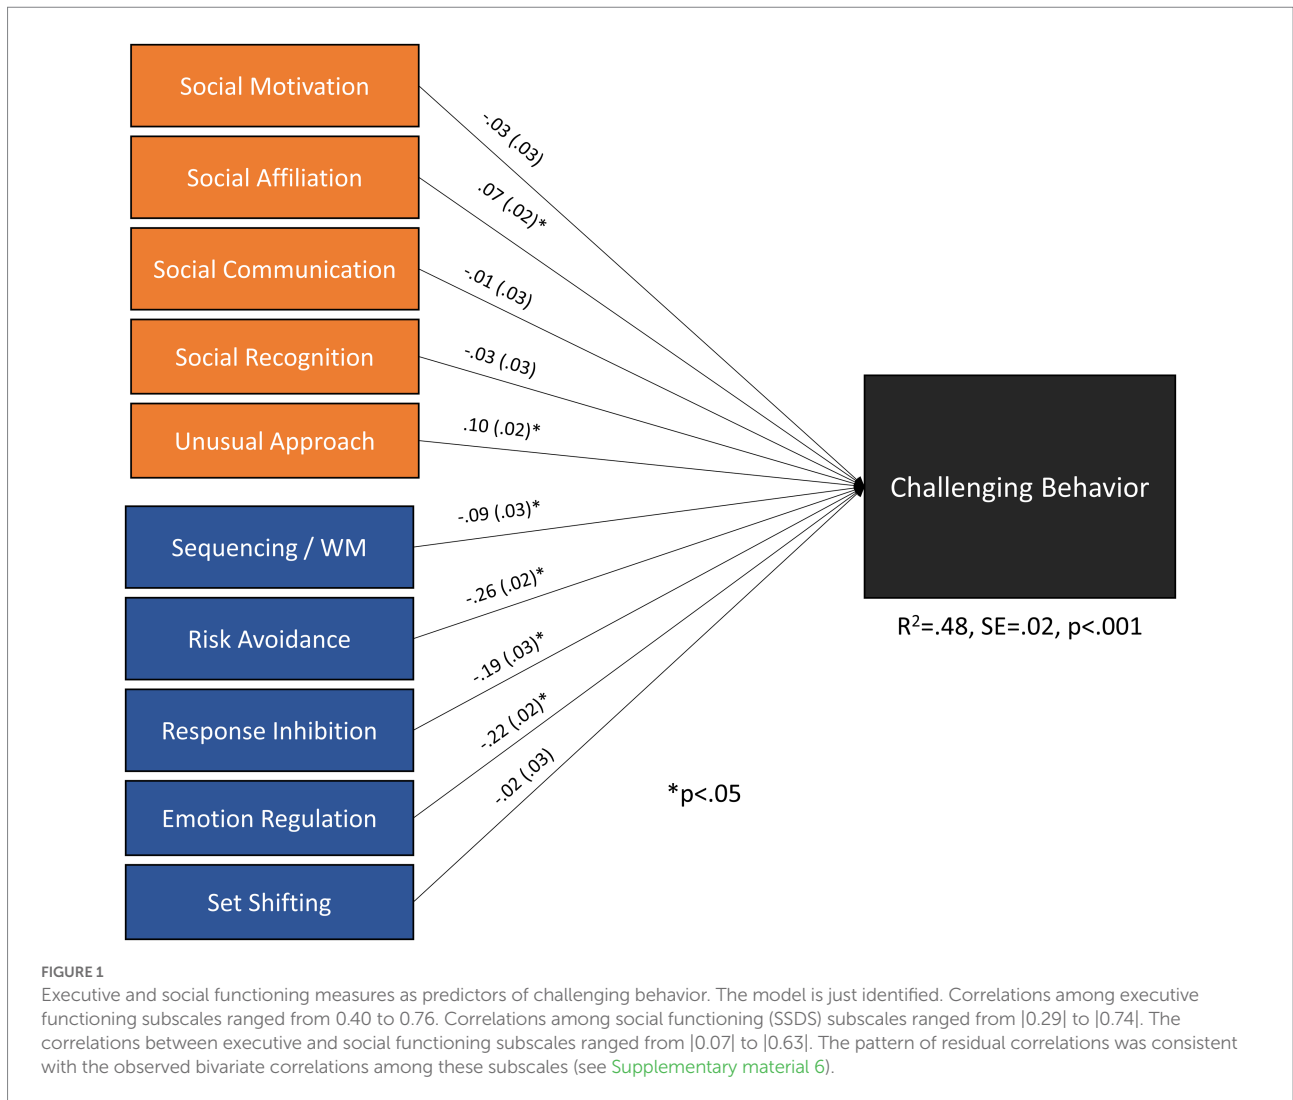 Social Motivation
-.03 (.03)
Social Affiliation
.07 (.02)*
Social Communication
-.01 (.03)
Social Recognition
-.03 (.03)
Unusual Approach
.10 (.02)*
Sequencing / WM
-.09 (.03)*
Risk Avoidance
-.26 (.02)*
Response Inhibition
-.19 (.03)*
Emotion Regulation
-.22 (.02)*
Set Shifting
-.02 (.03)
Challenging Behavior
R²=.48, SE=.02, p<.001
*p<.05
FIGURE 1
Executive and social functioning measures as predictors of challenging behavior. The model is just identified. Correlations among executive
functioning subscales ranged from 0.40 to 0.76. Correlations among social functioning (SSDS) subscales ranged from |0.29| to |0.74|. The
correlations between executive and social functioning subscales ranged from |0.07| to |0.63|. The pattern of residual correlations was consistent
with the observed bivariate correlations among these subscales (see Supplementary material 6).